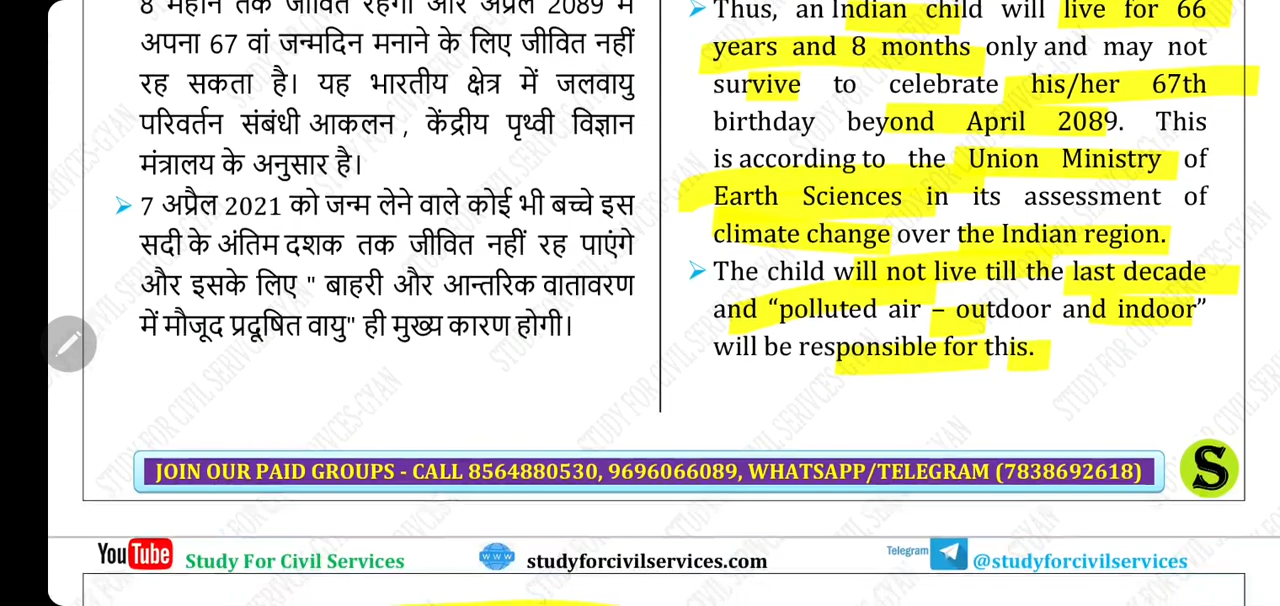 8 महीने तक जीवित रहेगा और अप्रैल 2089 में
अपना 67 वां जन्मदिन मनाने के लिए जीवित नहीं
रह सकता है। यह भारतीय क्षेत्र में जलवायु
परिवर्तन संबंधी आकलन , केंद्रीय पृथ्वी विज्ञान
मंत्रालय के अनुसार है।
➢ 7 अप्रैल 2021 को जन्म लेने वाले कोई भी बच्चे इस
सदी के अंतिम दशक तक जीवित नहीं रह पाएंगे
और इसके लिए " बाहरी और आन्तरिक वातावरण
में मौजूद प्रदूषित वायु" ही मुख्य कारण होगी।
➢ Thus, an Indian child will live for 66
years and 8 months only and may not
survive to celebrate his/her 67th
birthday beyond April 2089. This
is according to the Union Ministry of
Earth Sciences in its assessment of
climate change over the Indian region.
➢ The child will not live till the last decade
and “polluted air – outdoor and indoor”
will be responsible for this.
JOIN OUR PAID GROUPS - CALL 8564880530, 9696066089, WHATSAPP/TELEGRAM (7838692618)
S
YouTube Study For Civil Services
WWW studyforcivilservices.com
Telegram @studyforcivilservices
STUDY FOR CIVIL SERIVCES-GYAN